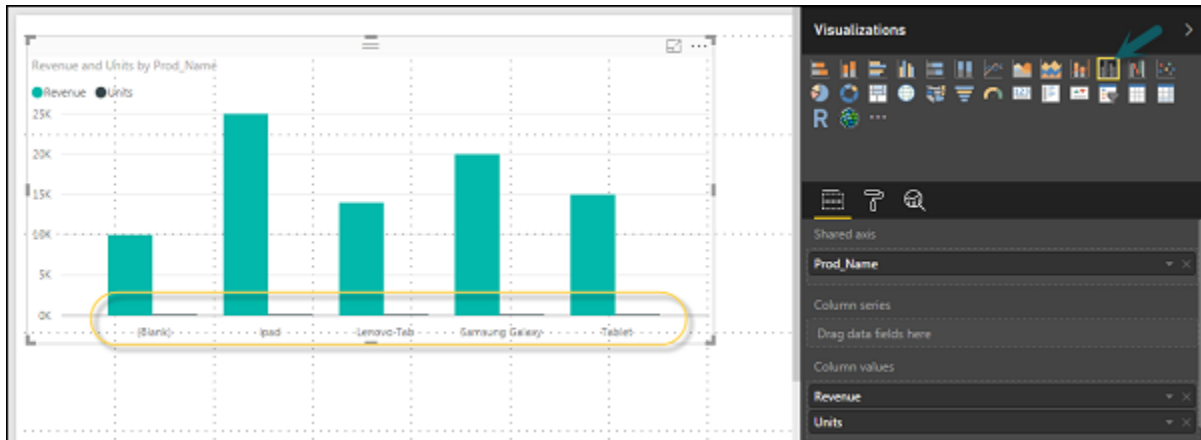 Revenue and Units by Prod_Name
Revenue Units
25K
20K
15K
10K
5K
0K
(Blank) Ipad Lenovo-Tab Samsung Galaxy Tablet
Visualizations
R
Shared axis
Prod_Name
Column series
Drag data fields here
Column values
Revenue
Units